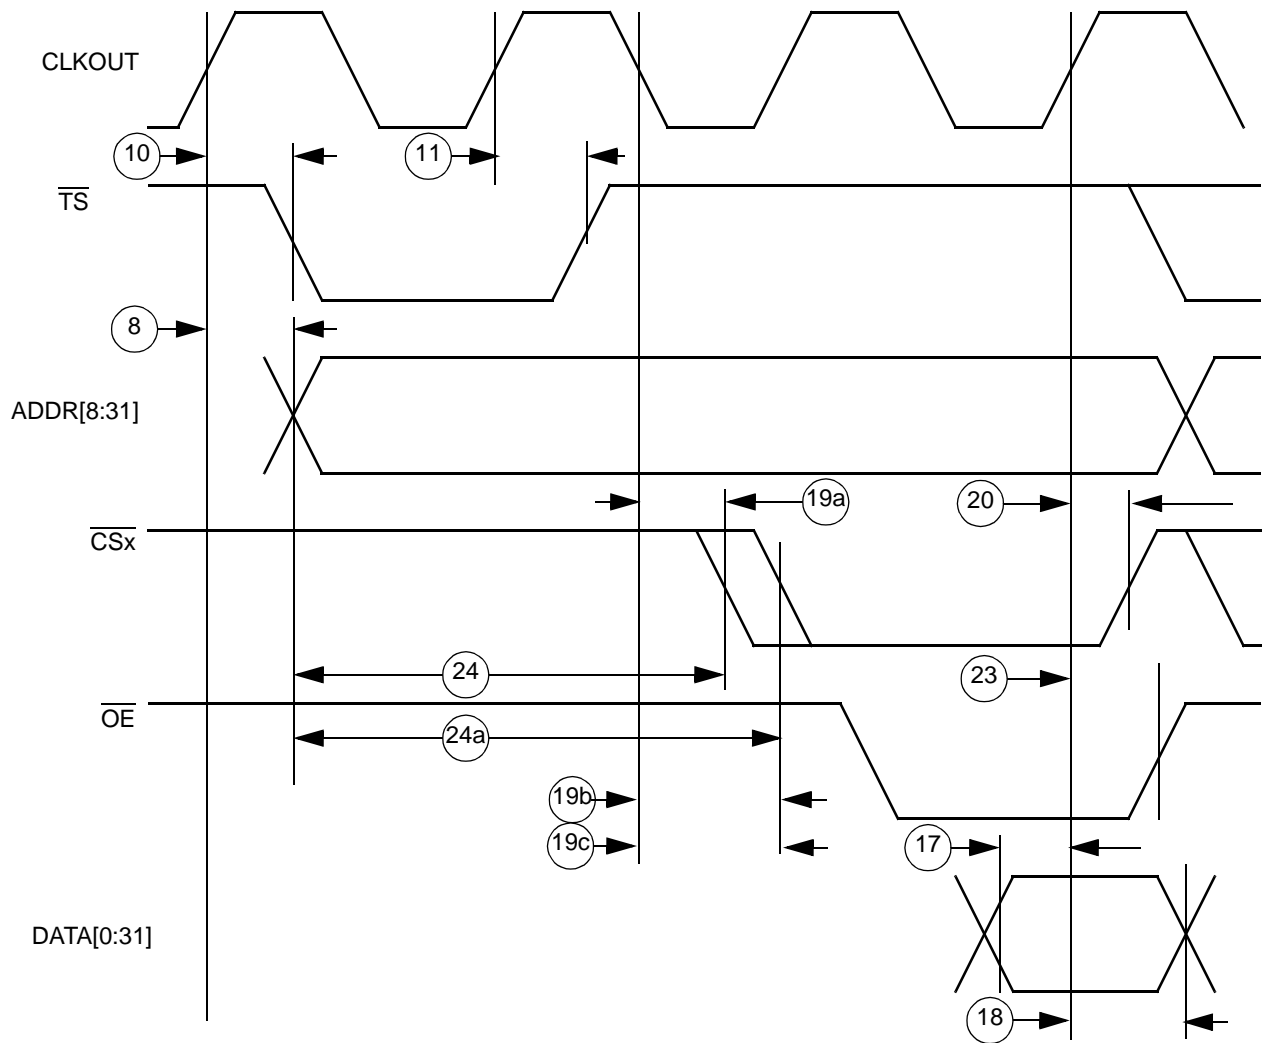 CLKOUT
10
11
TS
8
ADDR[8:31]
19a
20
CSx
24
23
OE
24a
19b
19c
17
DATA[0:31]
18